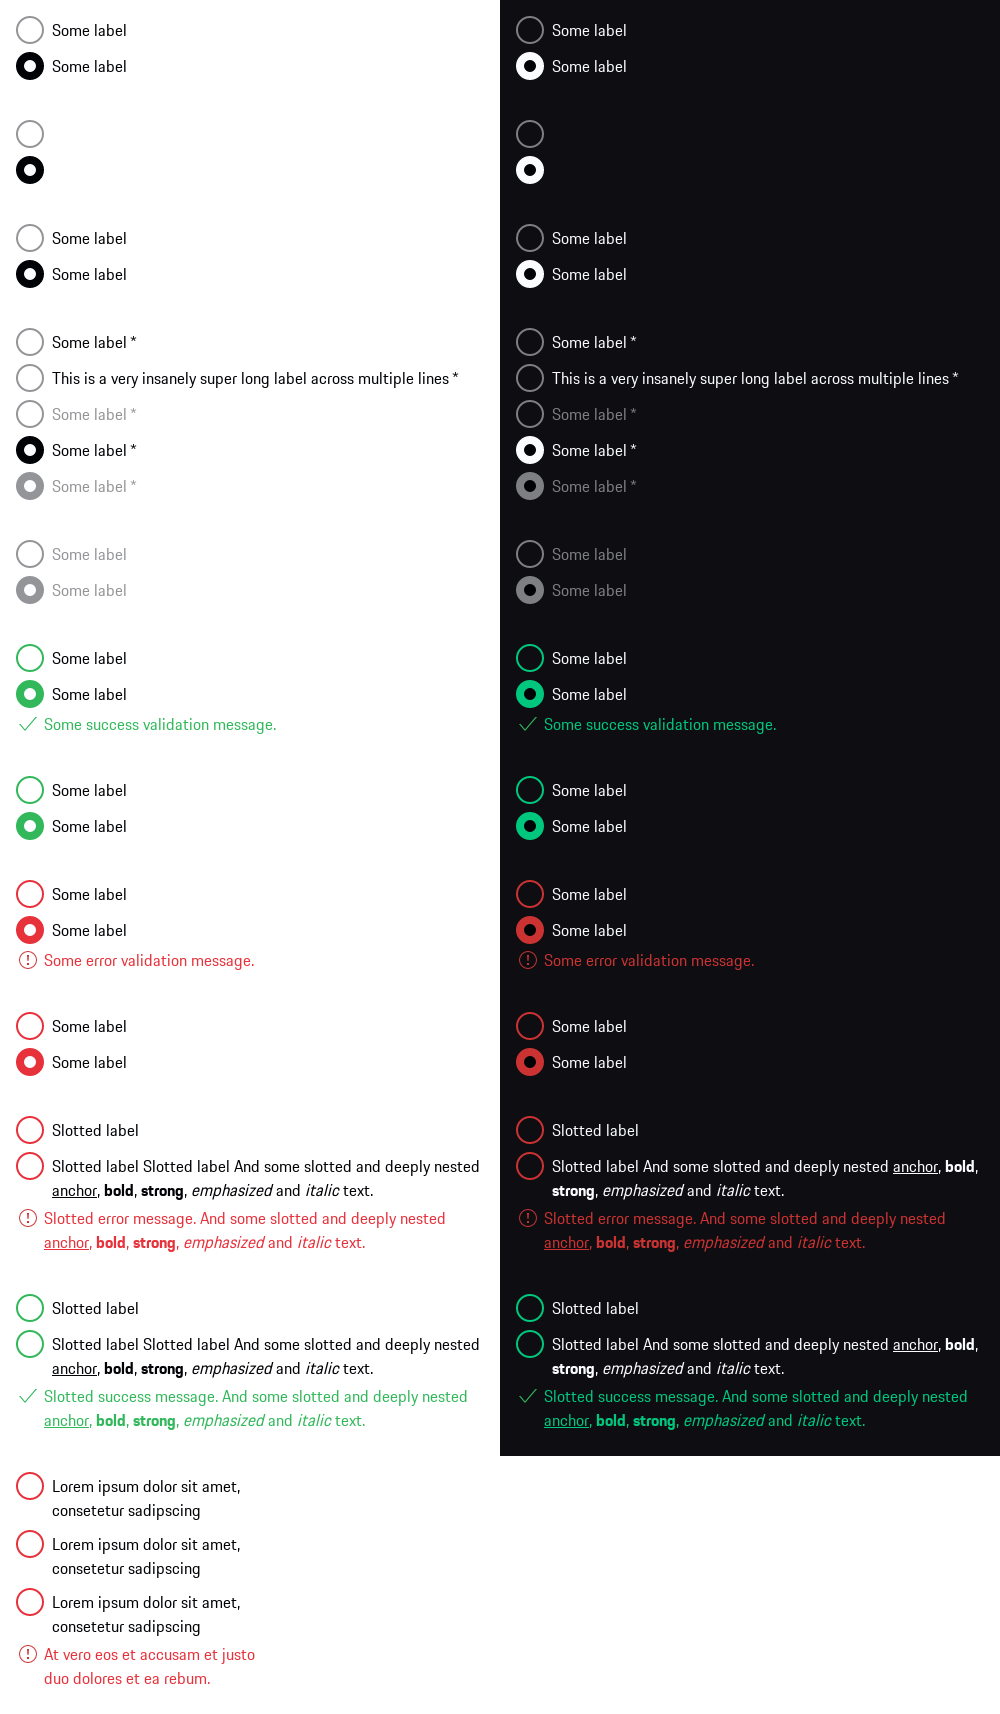 Some label
Some label
Some label
Some label
Some label *
This is a very insanely super long label across multiple lines *
Some label *
Some label *
Some label *
Some label
Some label
Some label
Some label
Some success validation message.
Some label
Some label
Some label
Some label
Some error validation message.
Some label
Some label
Slotted label
Slotted label Slotted label And some slotted and deeply nested
anchor, bold, strong, emphasized and italic text.
Slotted error message. And some slotted and deeply nested
anchor, bold, strong, emphasized and italic text.
Slotted label
Slotted label Slotted label And some slotted and deeply nested
anchor, bold, strong, emphasized and italic text.
Slotted success message. And some slotted and deeply nested
anchor, bold, strong, emphasized and italic text.
Lorem ipsum dolor sit amet,
consetetur sadipscing
Lorem ipsum dolor sit amet,
consetetur sadipscing
Lorem ipsum dolor sit amet,
consetetur sadipscing
At vero eos et accusam et justo
duo dolores et ea rebum.
Some label
Some label
Some label
Some label
Some label *
This is a very insanely super long label across multiple lines *
Some label *
Some label *
Some label *
Some label
Some label
Some label
Some label
Some success validation message.
Some label
Some label
Some label
Some label
Some error validation message.
Some label
Some label
Slotted label
Slotted label And some slotted and deeply nested anchor, bold,
strong, emphasized and italic text.
Slotted error message. And some slotted and deeply nested
anchor, bold, strong, emphasized and italic text.
Slotted label
Slotted label And some slotted and deeply nested anchor, bold,
strong, emphasized and italic text.
Slotted success message. And some slotted and deeply nested
anchor, bold, strong, emphasized and italic text.